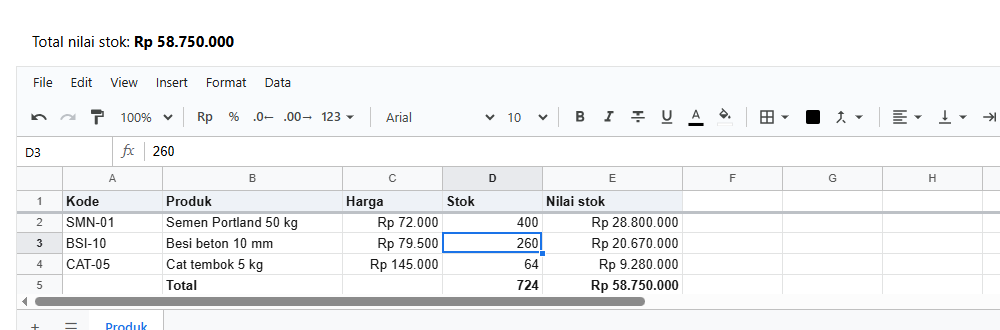 Total nilai stok: Rp 58.750.000
File Edit View Insert Format Data
100% Rp % .0← .00→ 123 Arial 10 B I T U A
D3 fx 260
A B C D E F G H
1 Kode Produk Harga Stok Nilai stok
2 SMN-01 Semen Portland 50 kg Rp 72.000 400 Rp 28.800.000
3 BSI-10 Besi beton 10 mm Rp 79.500 260 Rp 20.670.000
4 CAT-05 Cat tembok 5 kg Rp 145.000 64 Rp 9.280.000
5 Total 724 Rp 58.750.000
+ Produk